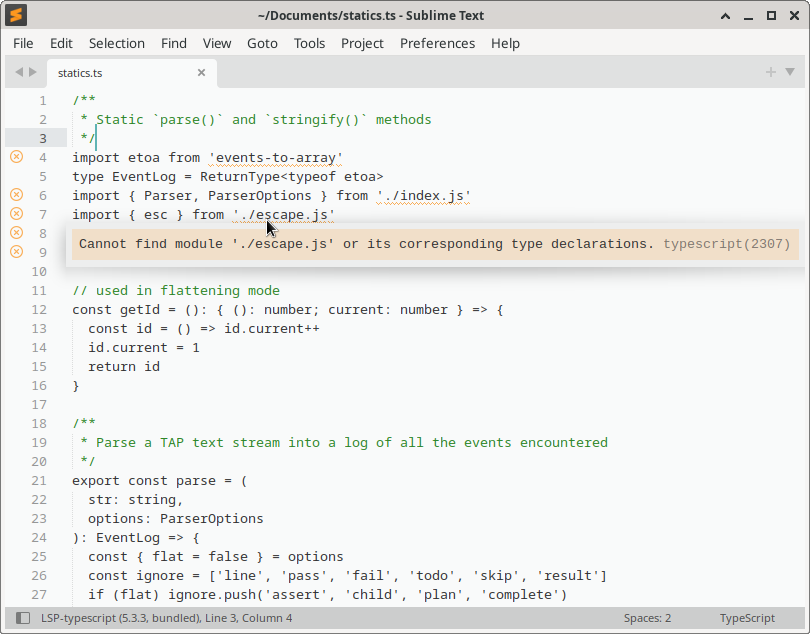 ~/Documents/statics.ts - Sublime Text
File Edit Selection Find View Goto Tools Project Preferences Help
statics.ts
1 /**
2  * Static `parse()` and `stringify()` methods
3  */
4 import etoa from 'events-to-array'
5 type EventLog = ReturnType<typeof etoa>
6 import { Parser, ParserOptions } from './index.js'
7 import { esc } from './escape.js'
8
Cannot find module './escape.js' or its corresponding type declarations. typescript(2307)
9
10
11 // used in flattening mode
12 const getId = (): { (): number; current: number } => {
13   const id = () => id.current++
14   id.current = 1
15   return id
16 }
17
18 /**
19  * Parse a TAP text stream into a log of all the events encountered
20  */
21 export const parse = (
22   str: string,
23   options: ParserOptions
24 ): EventLog => {
25   const { flat = false } = options
26   const ignore = ['line', 'pass', 'fail', 'todo', 'skip', 'result']
27   if (flat) ignore.push('assert', 'child', 'plan', 'complete')
LSP-typescript (5.3.3, bundled), Line 3, Column 4 Spaces: 2 TypeScript